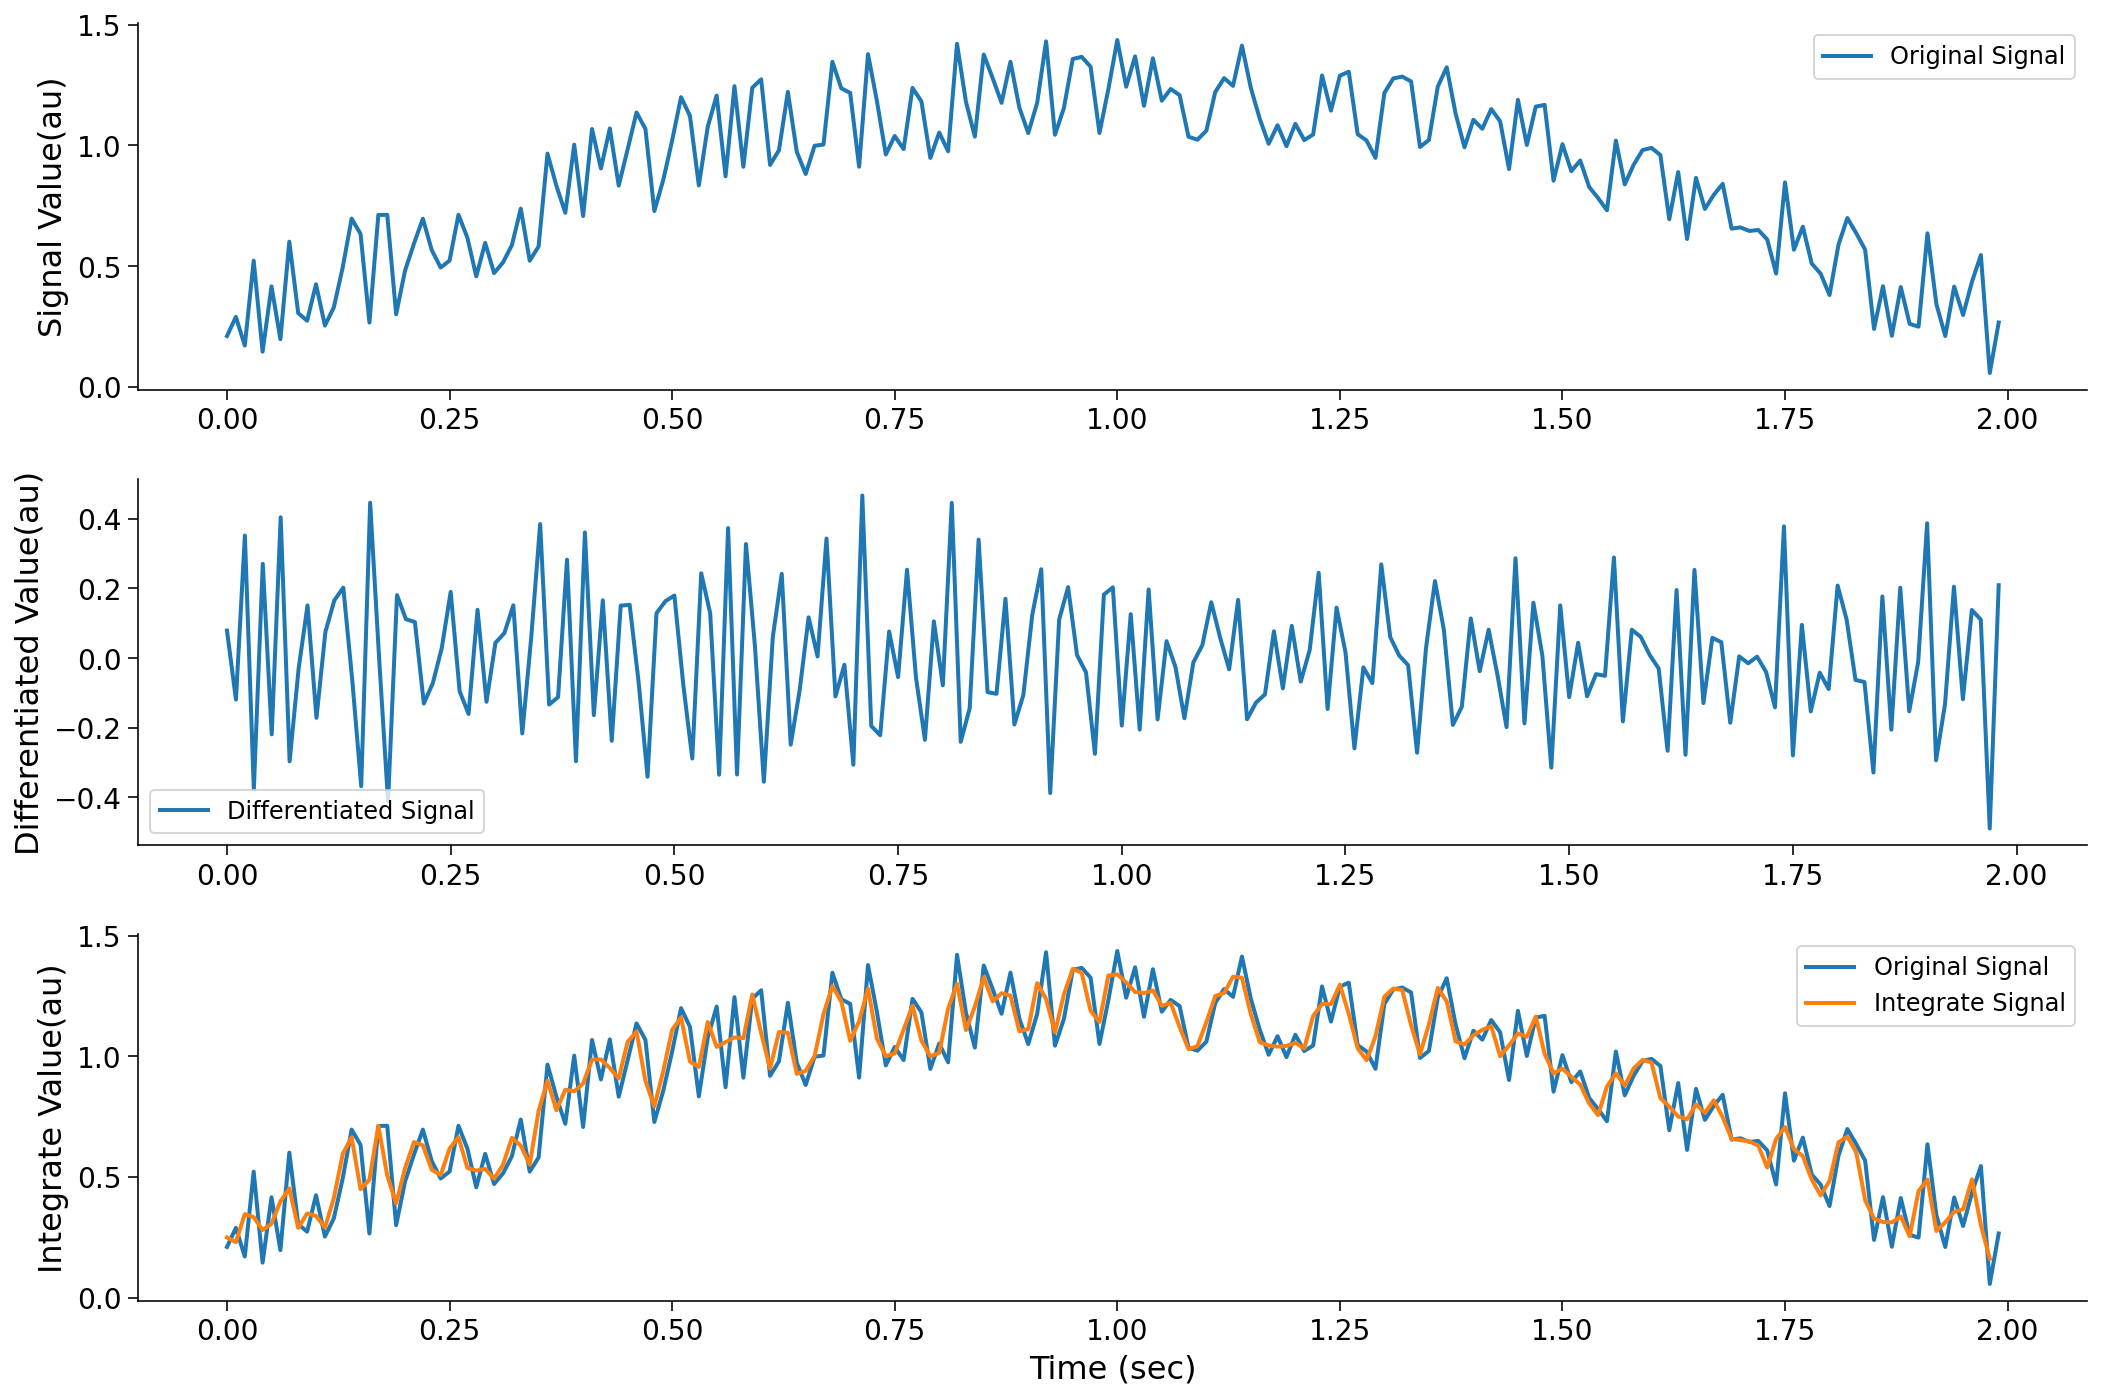 Signal Value(au)
1.5
1.0
0.5
0.0
Original Signal
0.00 0.25 0.50 0.75 1.00 1.25 1.50 1.75 2.00
Differentiated Value(au)
0.4
0.2
0.0
−0.2
−0.4
Differentiated Signal
0.00 0.25 0.50 0.75 1.00 1.25 1.50 1.75 2.00
Integrate Value(au)
1.5
1.0
0.5
0.0
Original Signal
Integrate Signal
0.00 0.25 0.50 0.75 1.00 1.25 1.50 1.75 2.00
Time (sec)